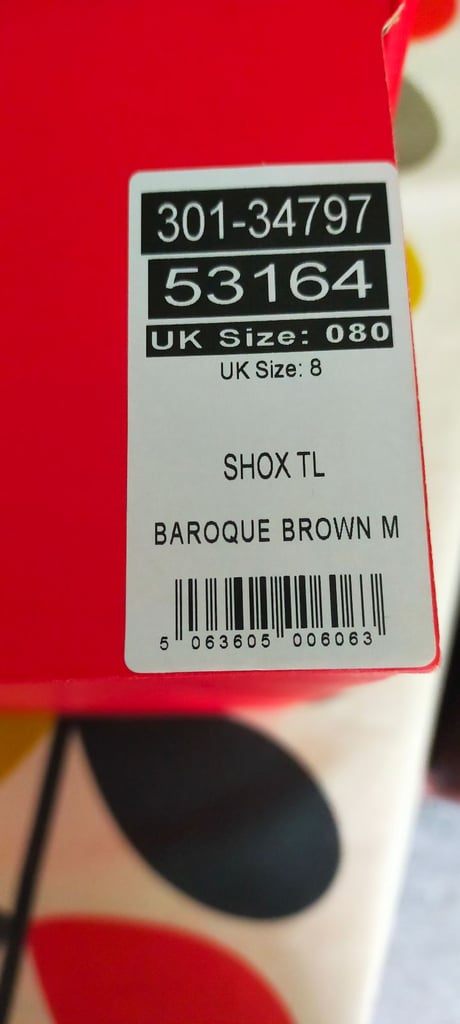 301-34797
53164
UK Size: 080
UK Size: 8
SHOX TL
BAROQUE BROWN M
5 063605 006063